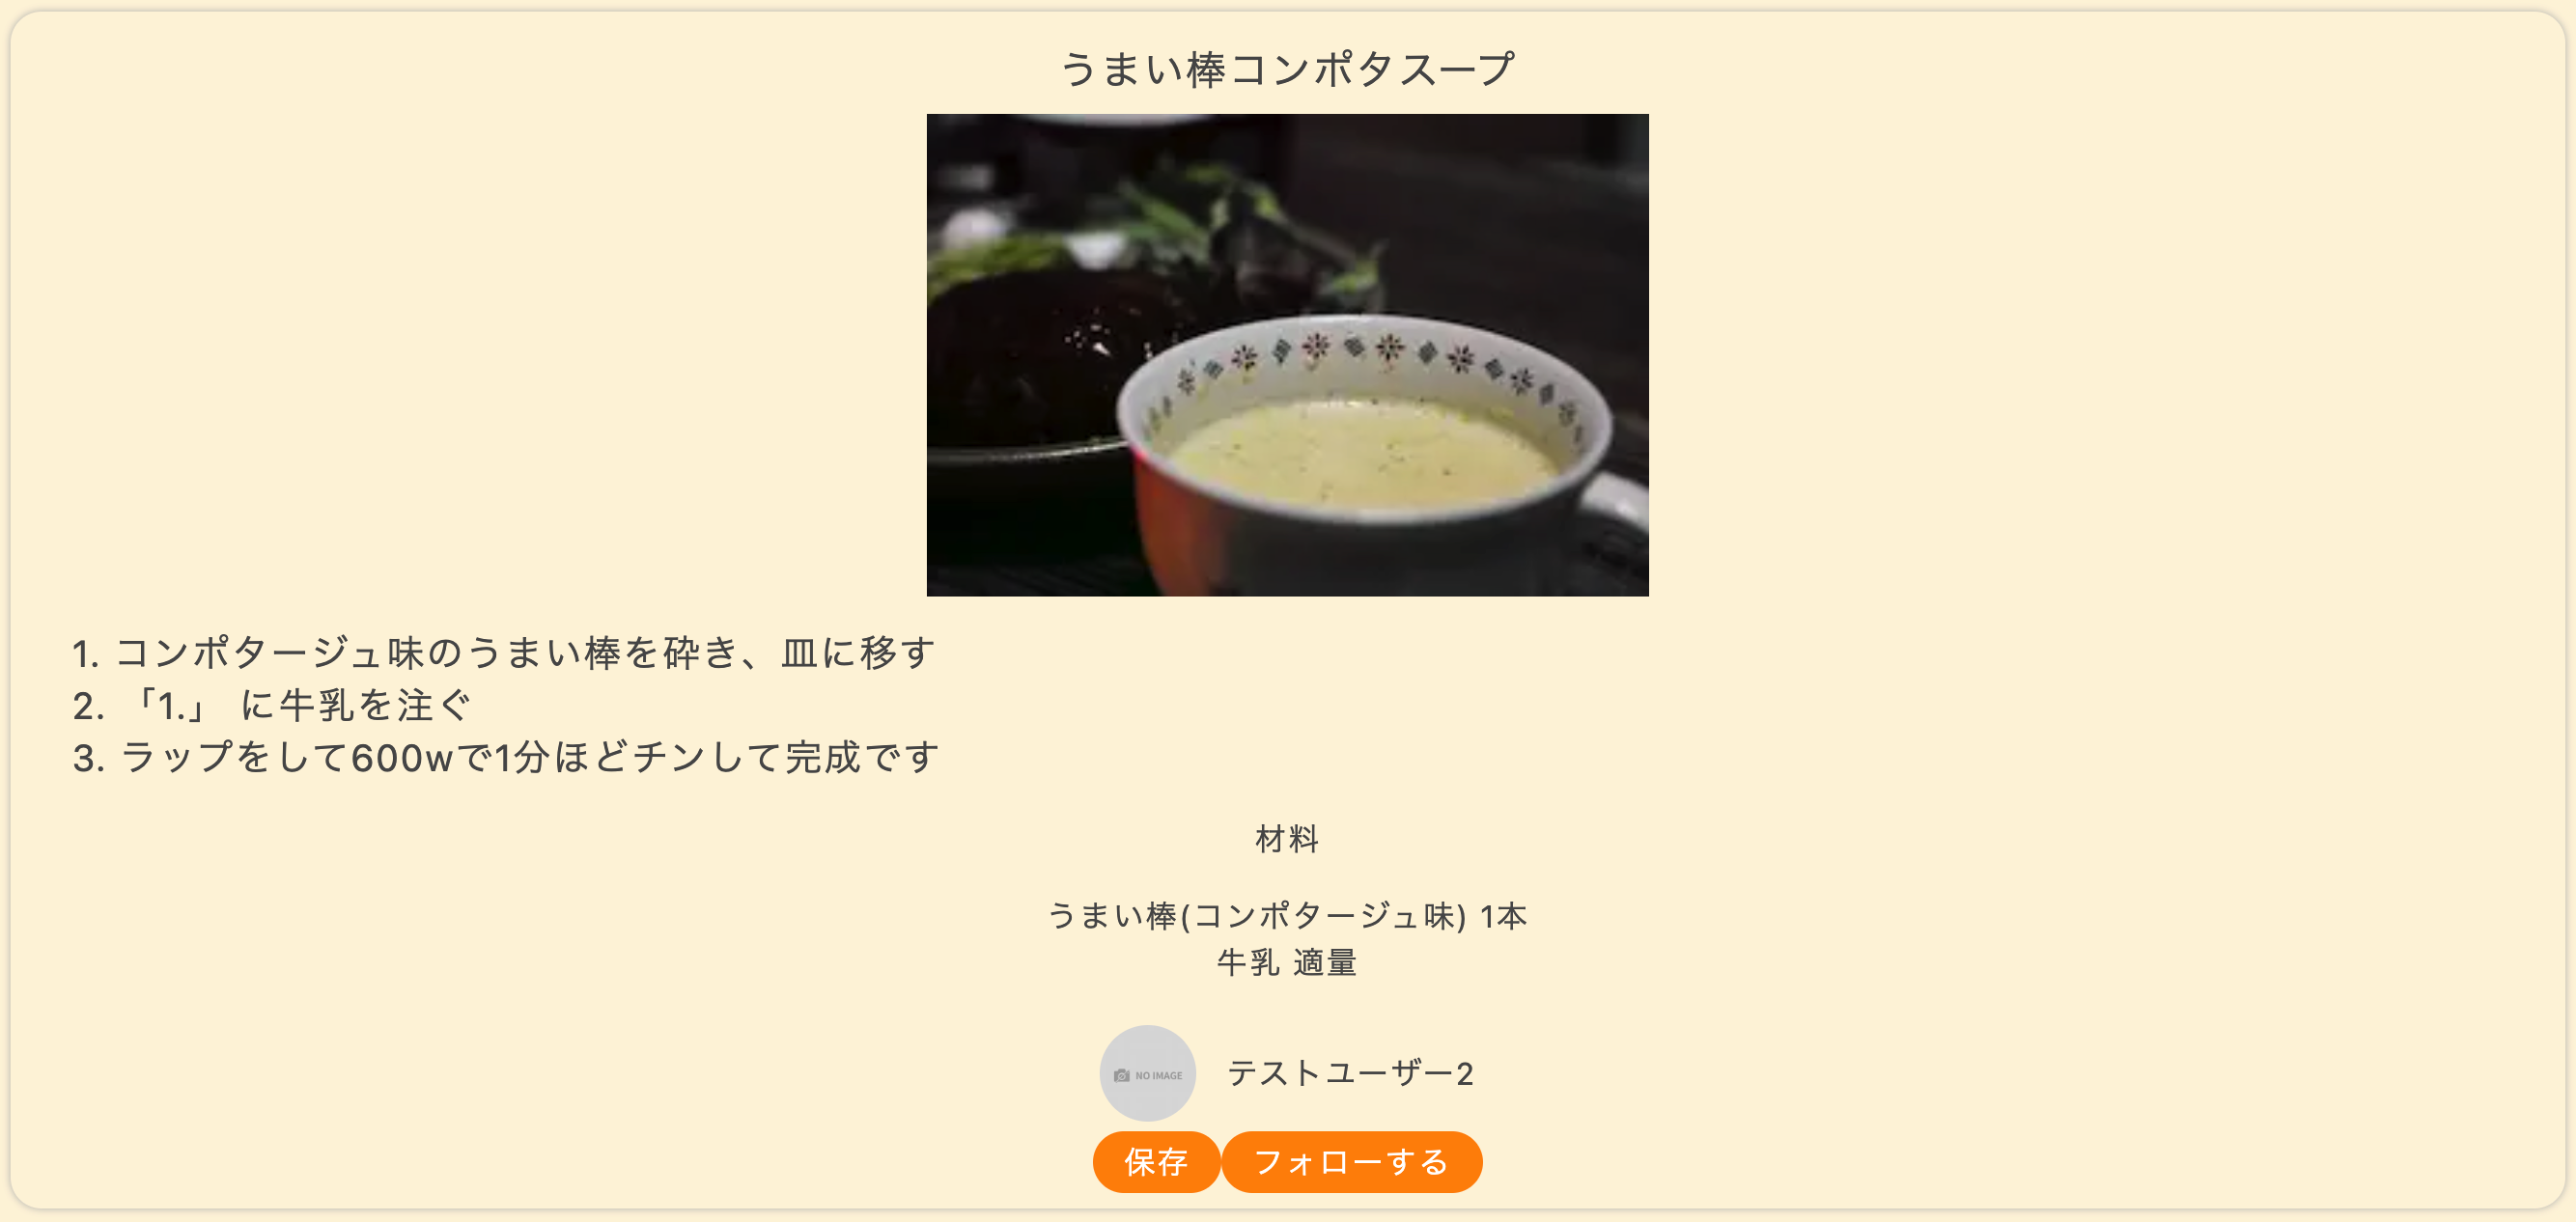 うまい棒コンポタスープ
1. コンポタージュ味のうまい棒を砕き、皿に移す
2. 「1.」 に牛乳を注ぐ
3. ラップをして600wで1分ほどチンして完成です
材料
うまい棒(コンポタージュ味) 1本
牛乳 適量
NO IMAGE
テストユーザー2
保存 フォローする